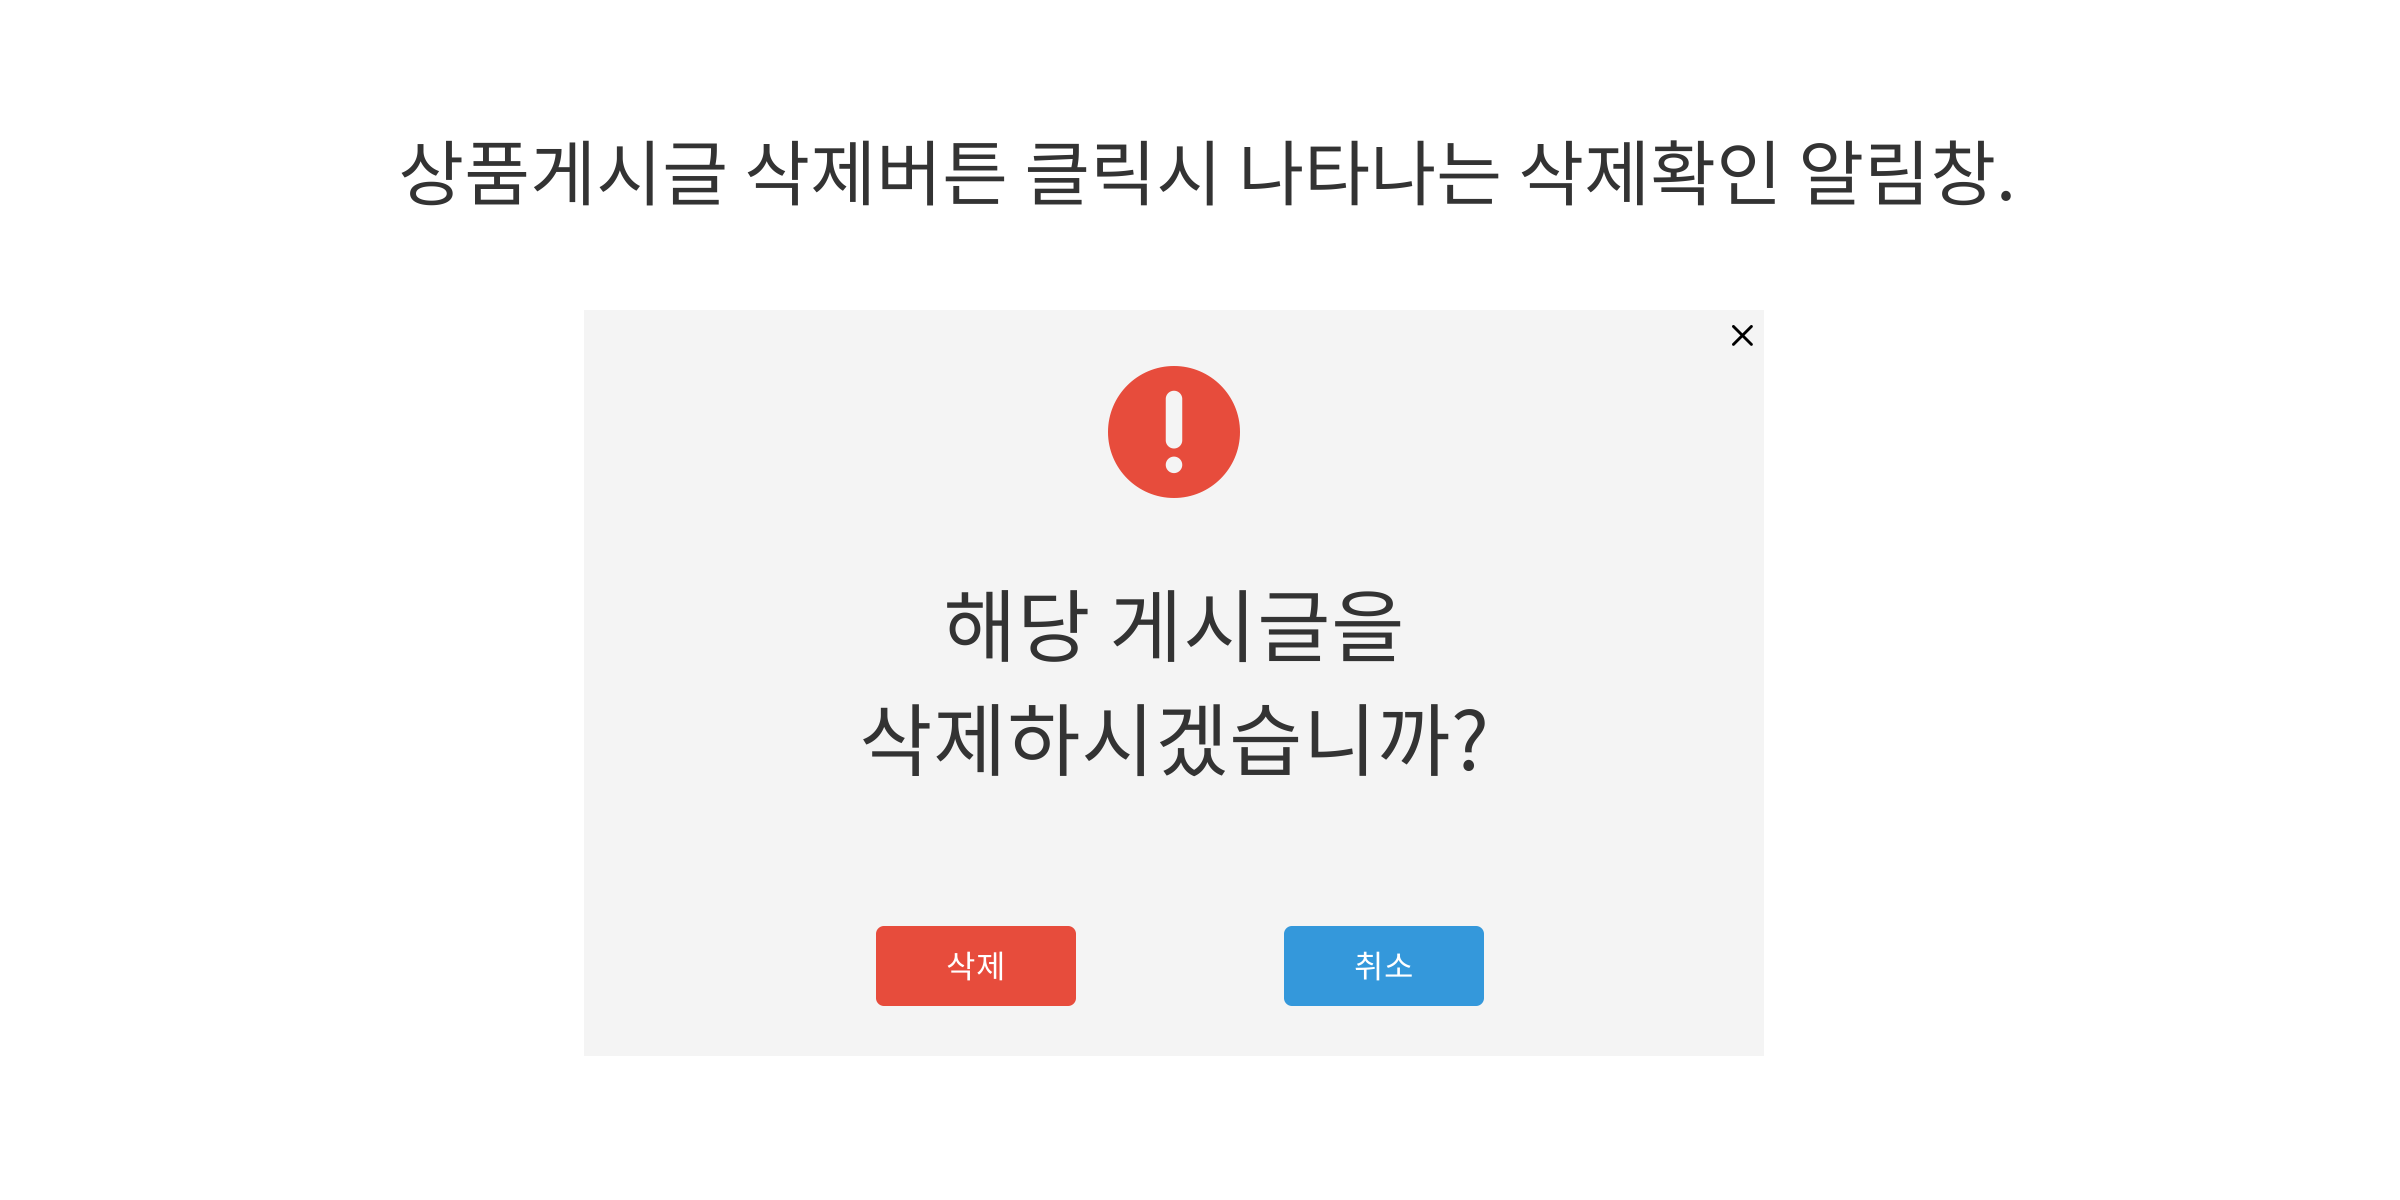 상품게시글 삭제버튼 클릭시 나타나는 삭제확인 알림창.
해당 게시글을
삭제하시겠습니까?
삭제
취소